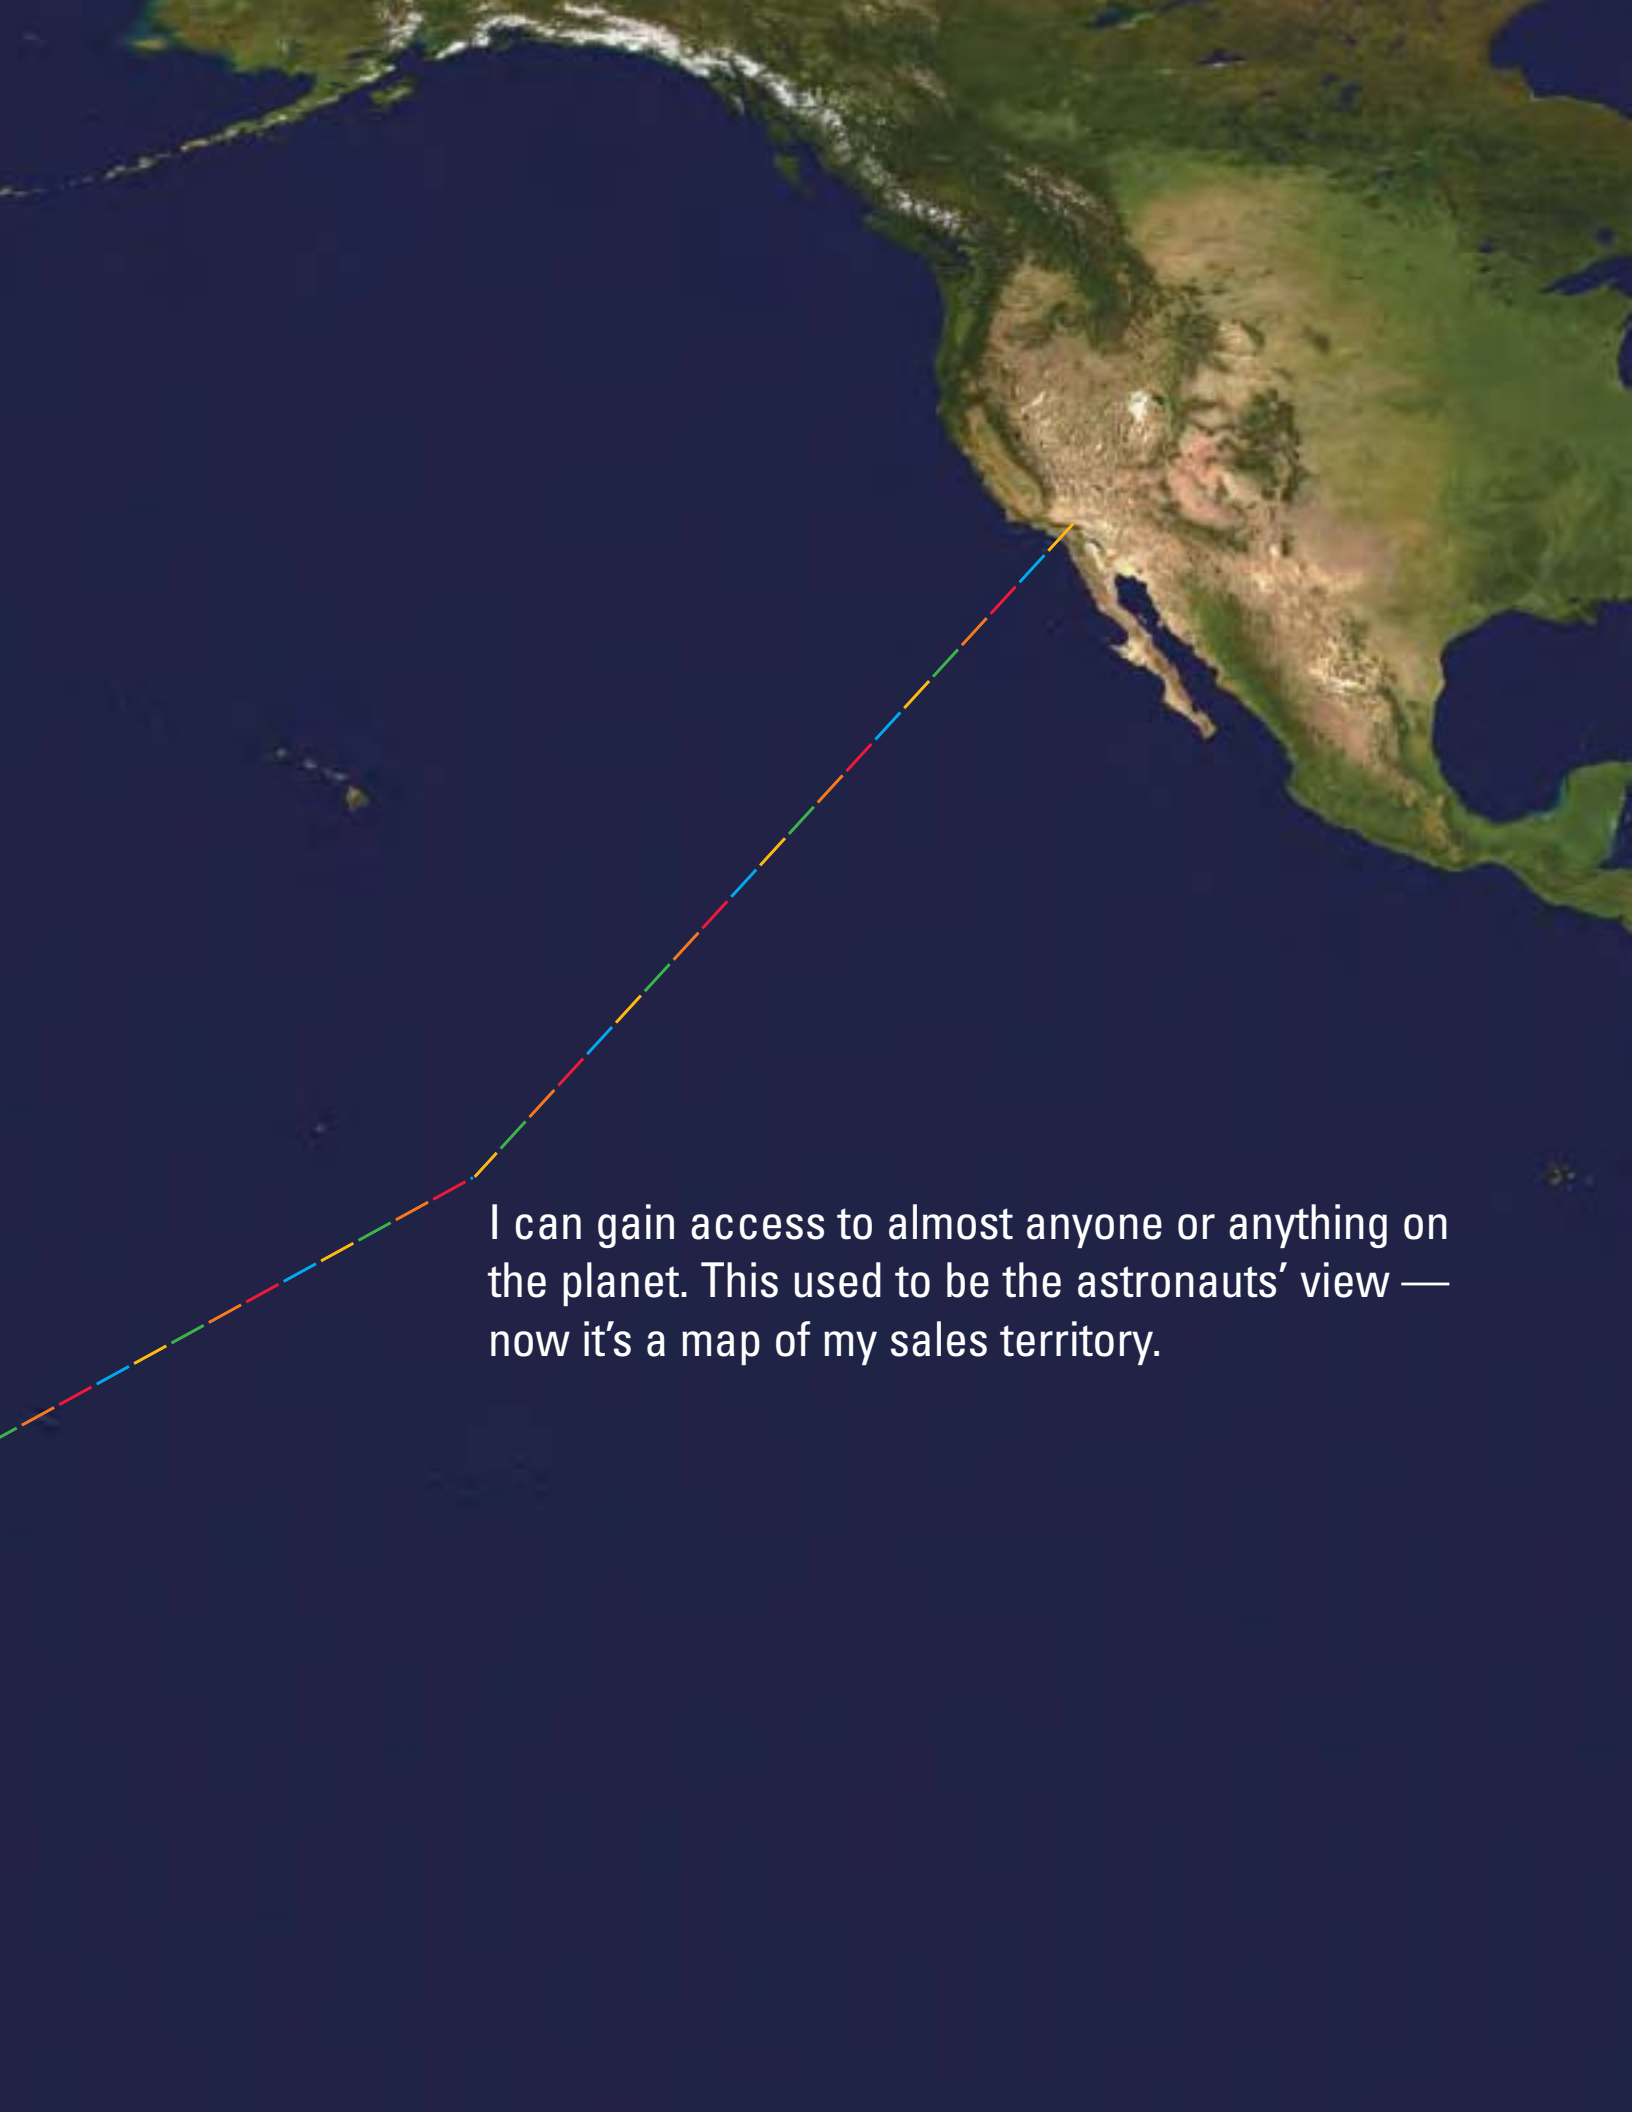 I can gain access to almost anyone or anything on
the planet. This used to be the astronauts’ view —
now it’s a map of my sales territory.